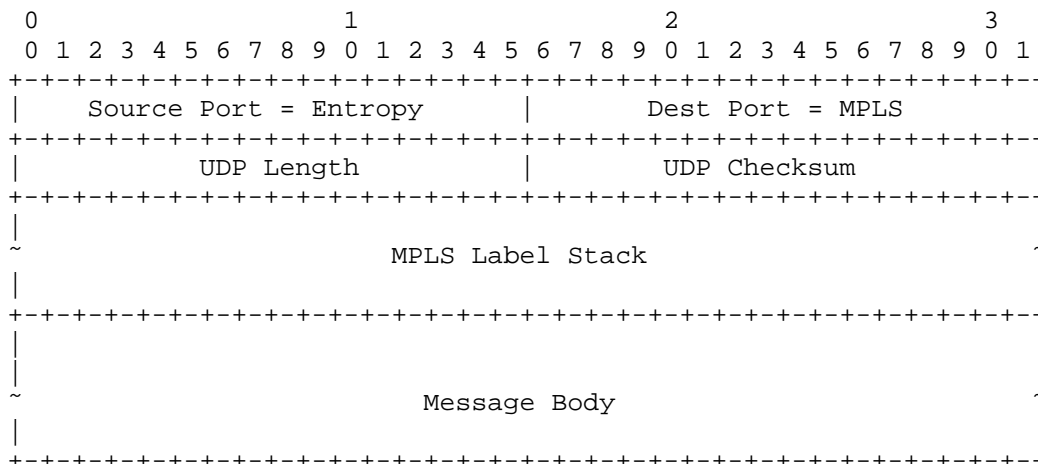 0                   1                   2                   3
0 1 2 3 4 5 6 7 8 9 0 1 2 3 4 5 6 7 8 9 0 1 2 3 4 5 6 7 8 9 0 1
+-+-+-+-+-+-+-+-+-+-+-+-+-+-+-+-+-+-+-+-+-+-+-+-+-+-+-+-+-+-+-+--
|    Source Port = Entropy      |       Dest Port = MPLS
+-+-+-+-+-+-+-+-+-+-+-+-+-+-+-+-+-+-+-+-+-+-+-+-+-+-+-+-+-+-+-+--
|           UDP Length          |        UDP Checksum
+-+-+-+-+-+-+-+-+-+-+-+-+-+-+-+-+-+-+-+-+-+-+-+-+-+-+-+-+-+-+-+--
|
~                       MPLS Label Stack                        ~
|
+-+-+-+-+-+-+-+-+-+-+-+-+-+-+-+-+-+-+-+-+-+-+-+-+-+-+-+-+-+-+-+--
|
|
~                         Message Body                          ~
|
+-+-+-+-+-+-+-+-+-+-+-+-+-+-+-+-+-+-+-+-+-+-+-+-+-+-+-+-+-+-+-+--